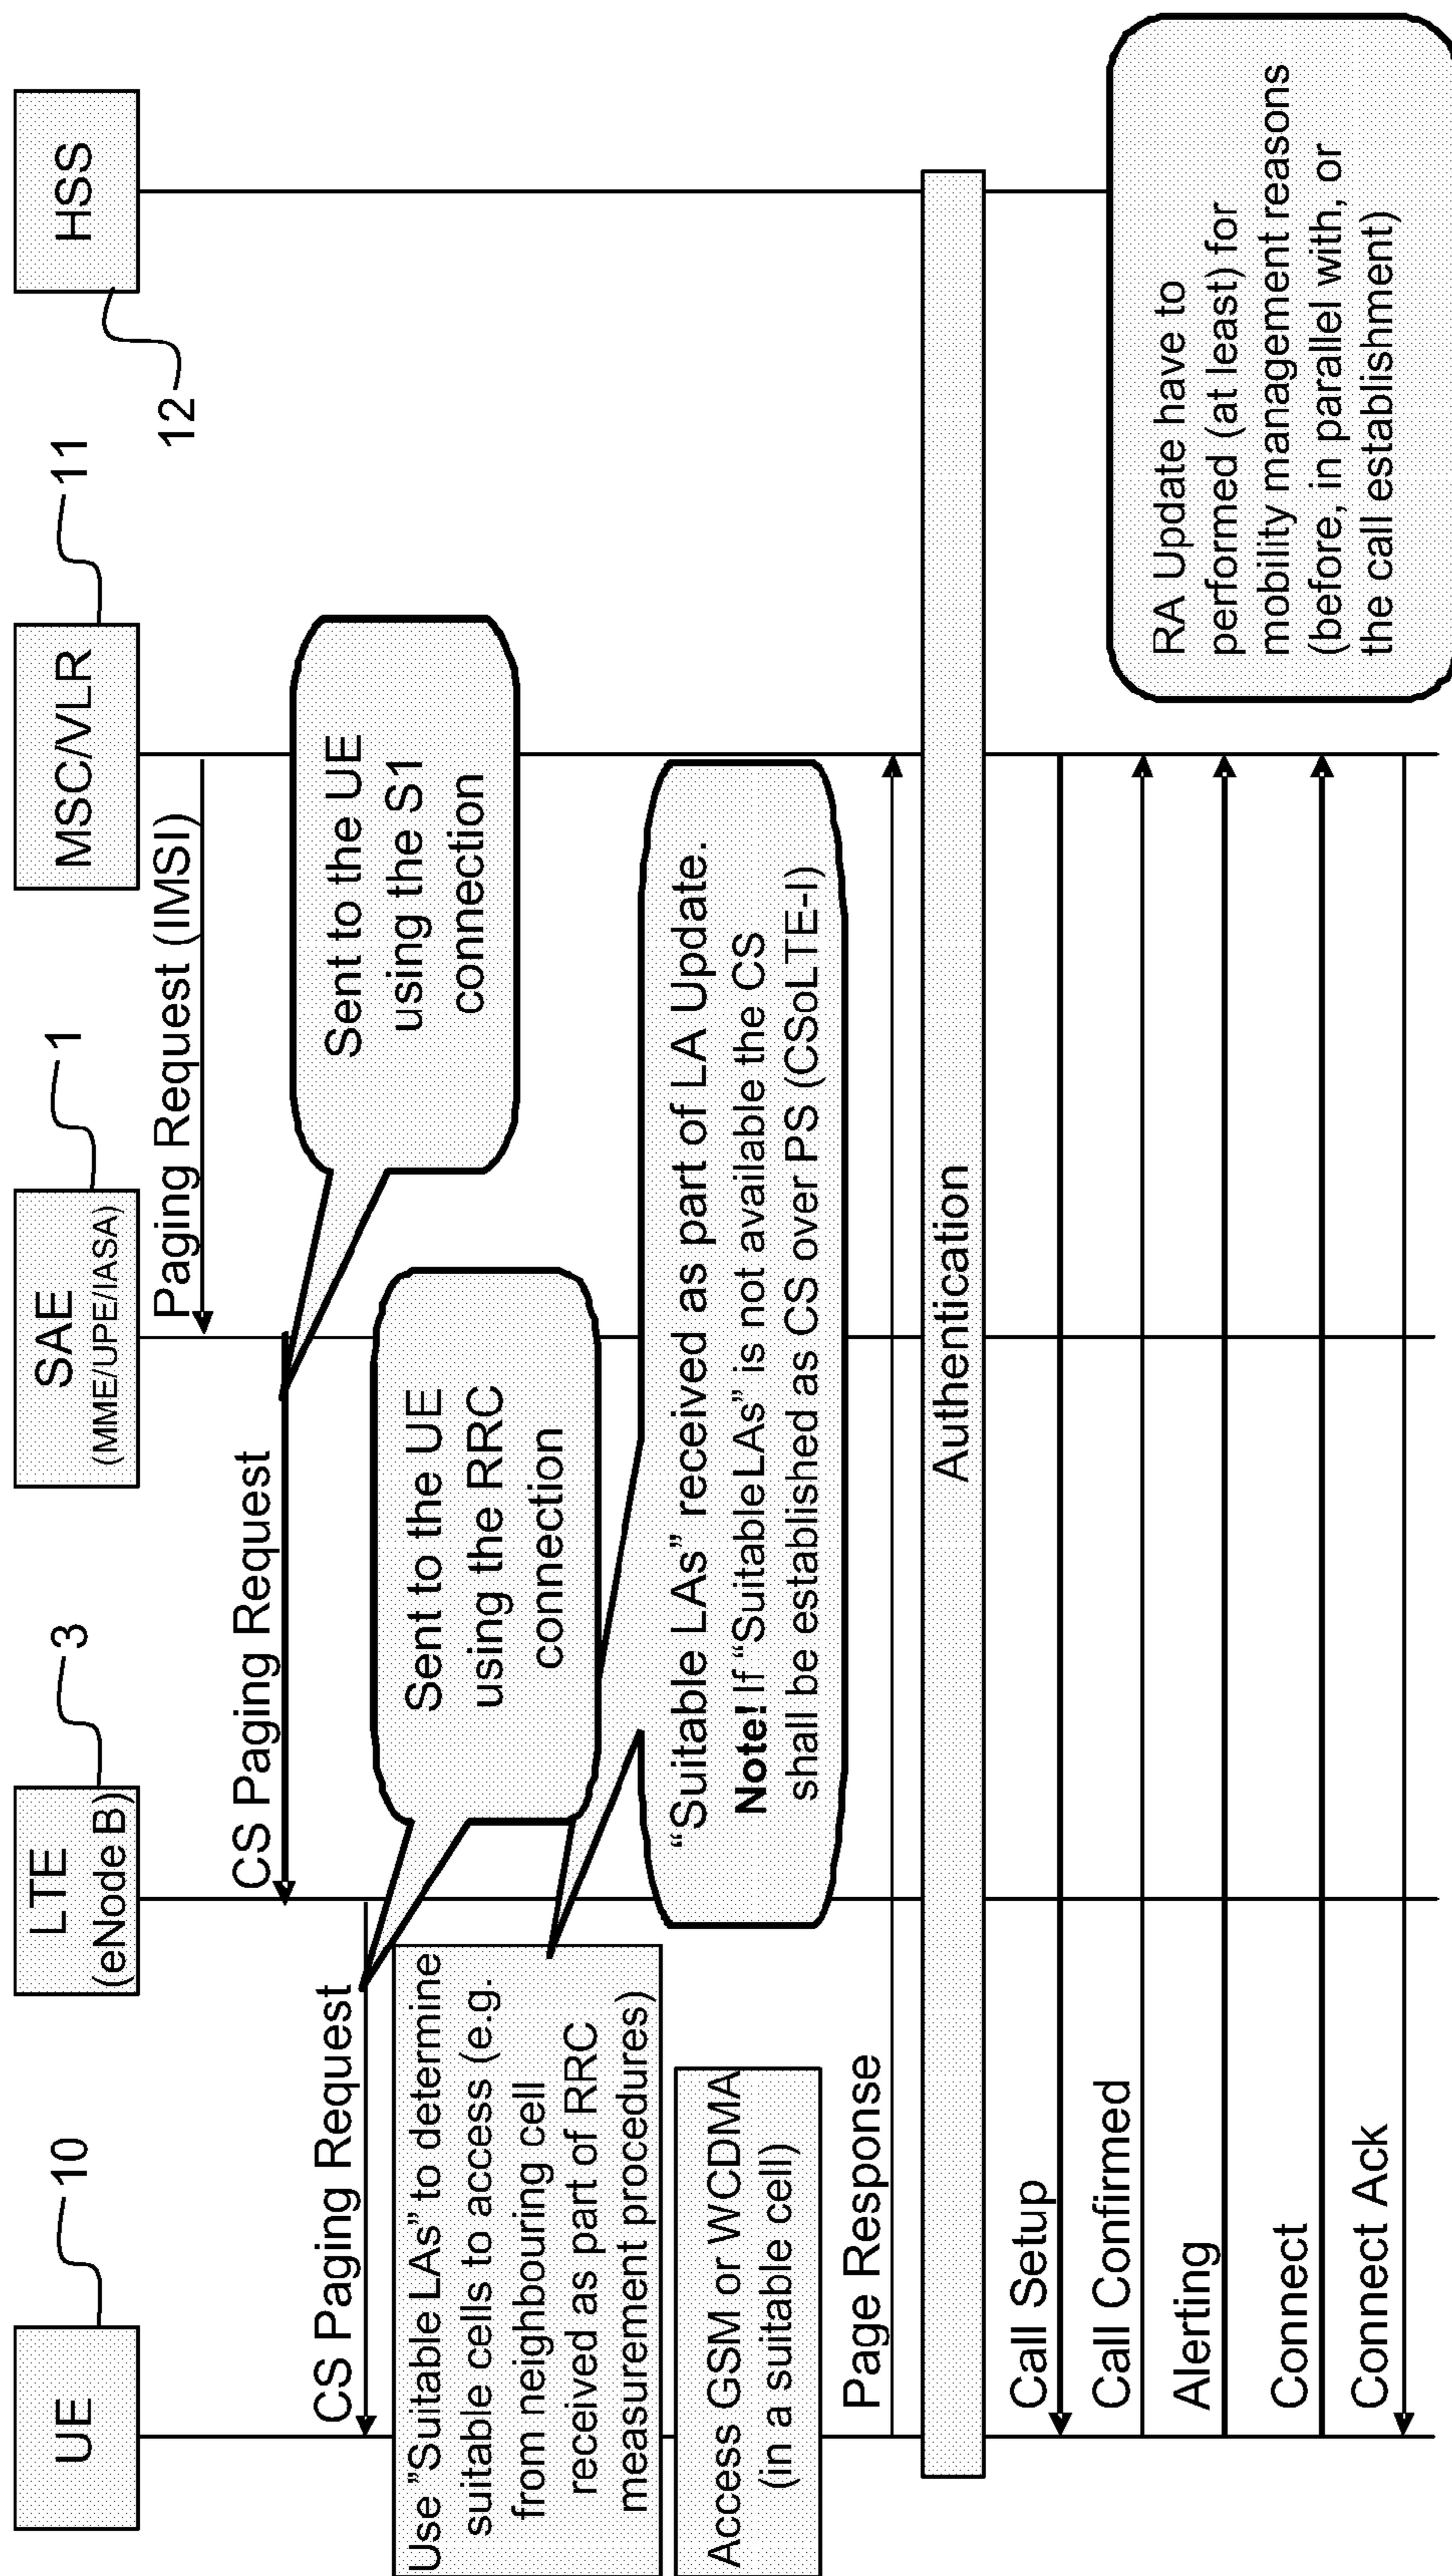 UE
10
LTE
(eNode B)
3
SAE
(MME/UPE/IASA)
1
MSC/VLR
11
HSS
12
Paging Request (IMSI)
CS Paging Request
Sent to the UE
using the S1
connection
CS Paging Request
Sent to the UE
using the RRC
connection
Use ”Suitable LAs” to determine
suitable cells to access (e.g.
from neighbouring cell
received as part of RRC
measurement procedures)
“Suitable LAs” received as part of LA Update.
Note! If “SuitableLAs” is not available the CS
shall be established as CS over PS (CSoLTE-I)
Access GSM or WCDMA
(in a suitable cell)
Page Response
Authentication
Call Setup
Call Confirmed
Alerting
Connect
Connect Ack
RA Update have to
performed (at least) for
mobility management reasons
(before, in parallel with, or
the call establishment)